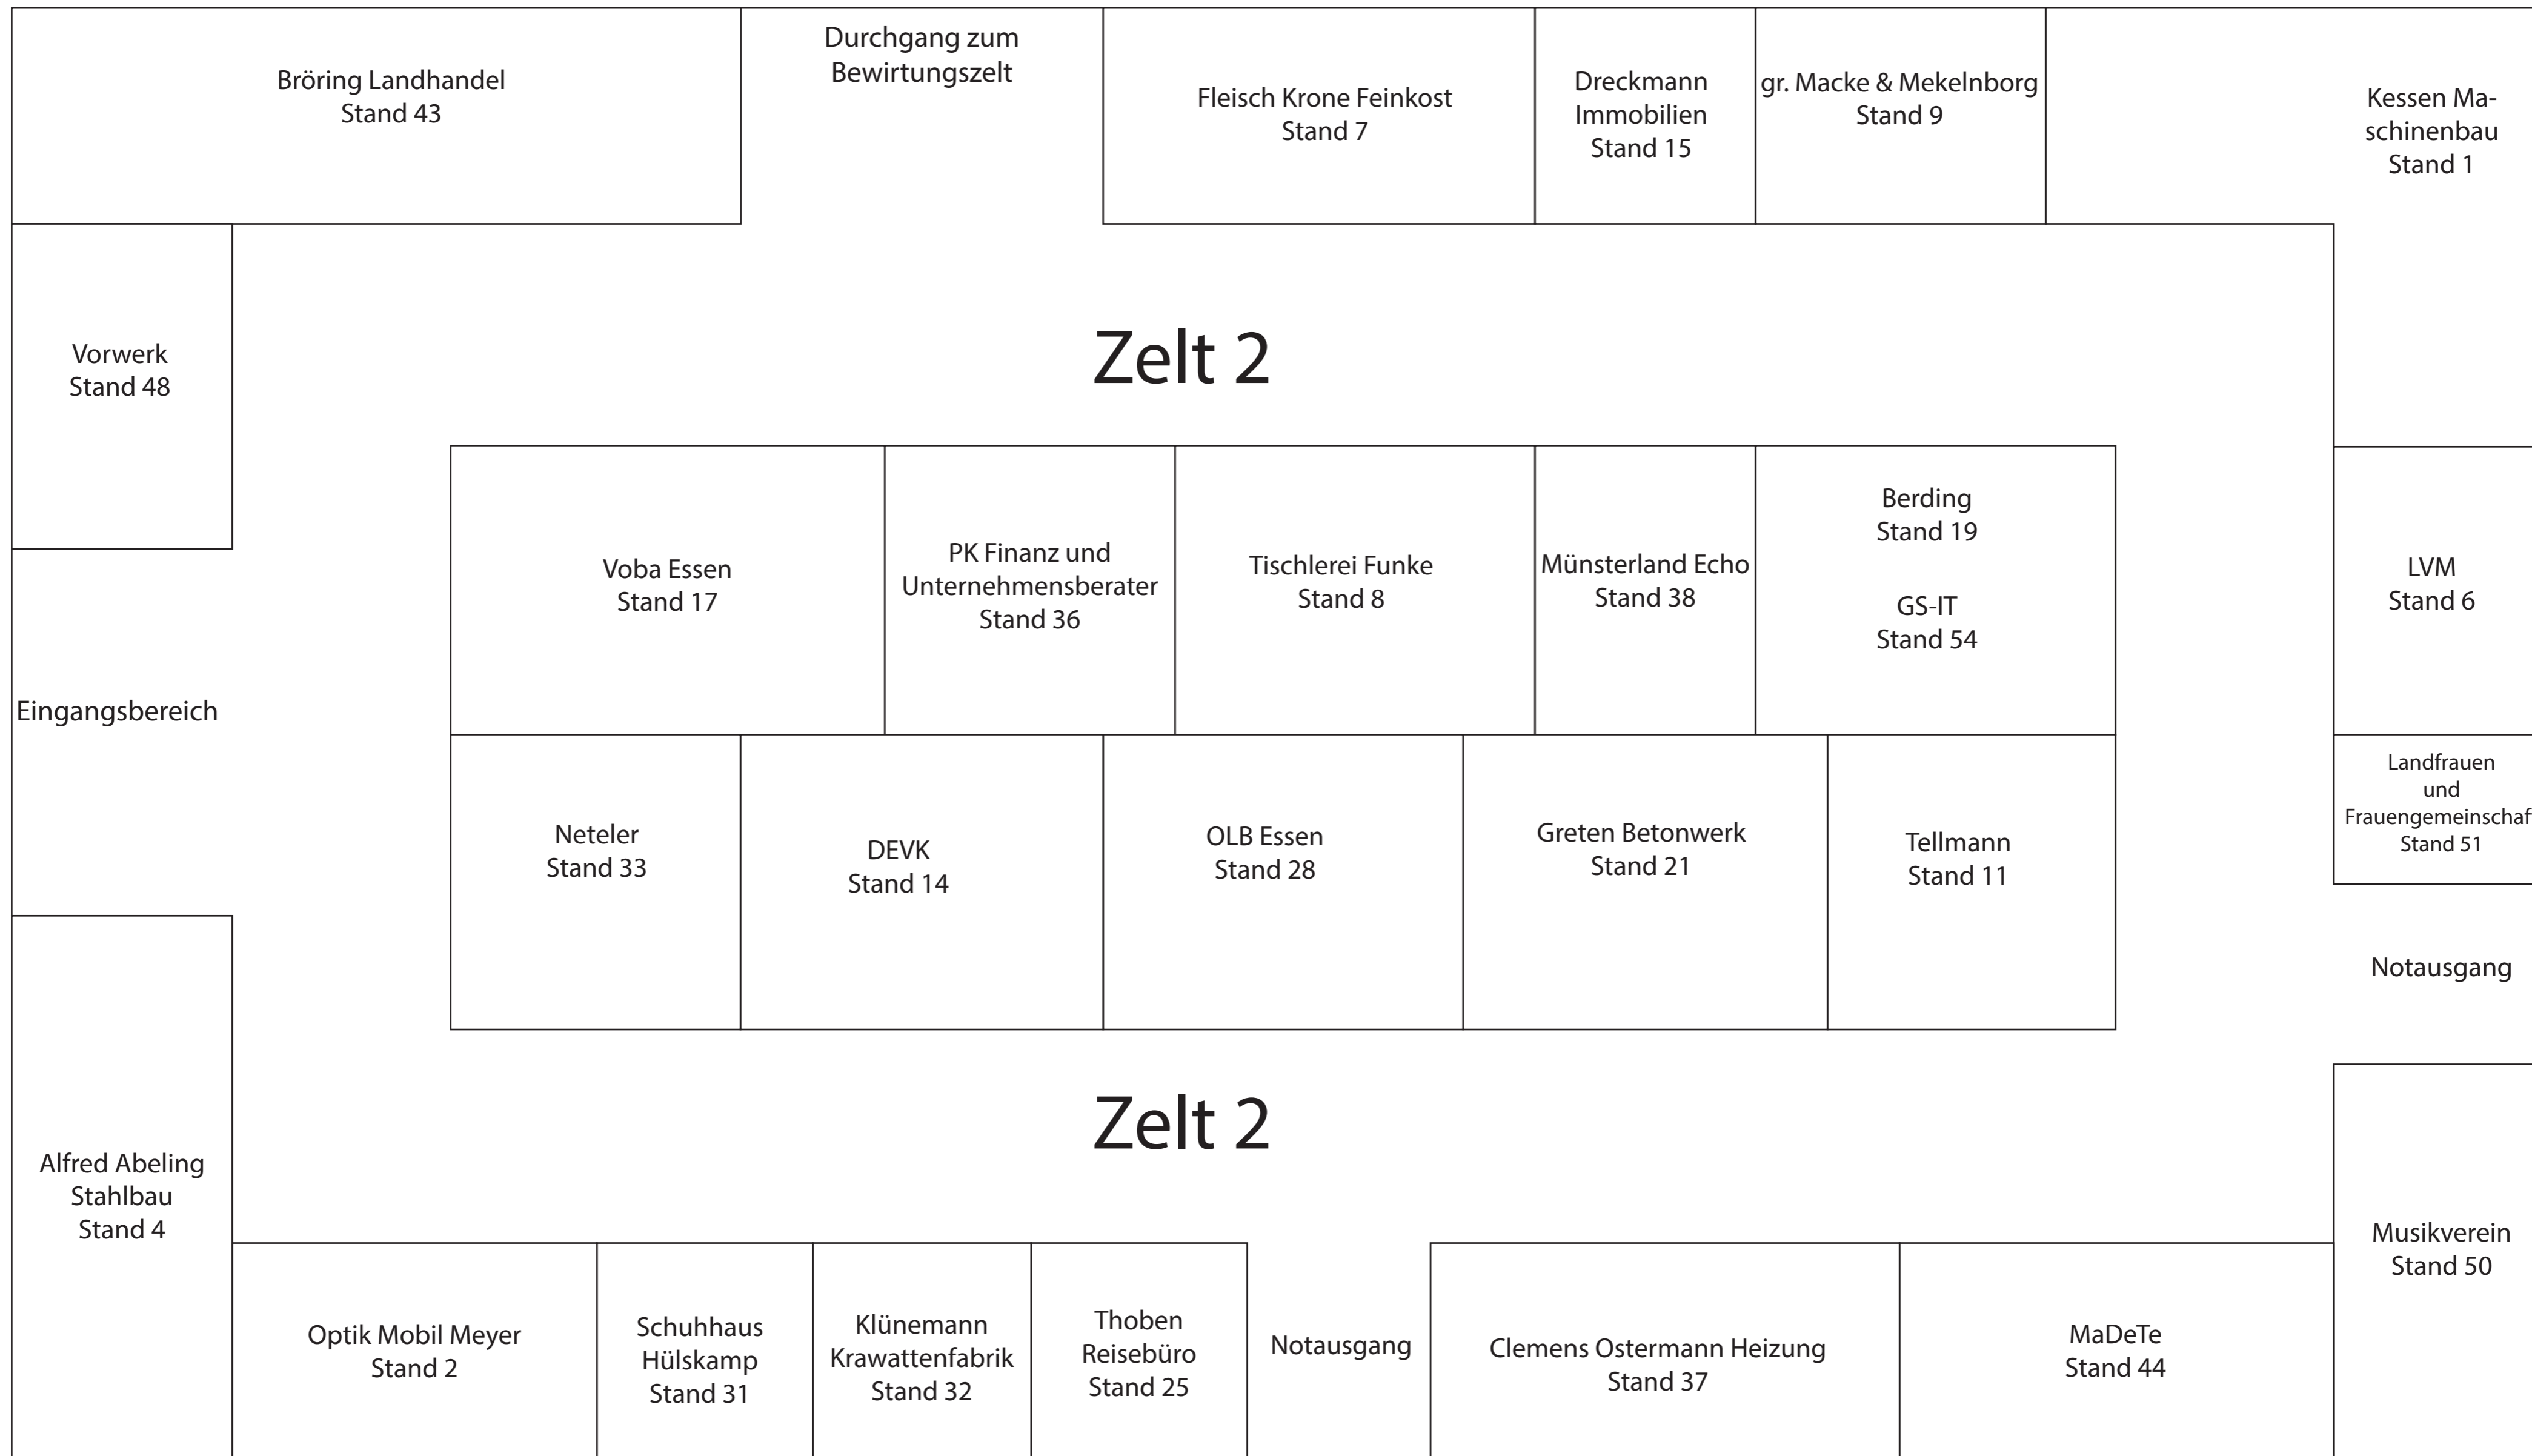 Bröring Landhandel
Stand 43
Durchgang zum
Bewirtungszelt
Fleisch Krone Feinkost
Stand 7
Dreckmann
Immobilien
Stand 15
gr. Macke & Mekelnborg
Stand 9
Kessen Ma-
schinenbau
Stand 1
Vorwerk
Stand 48
Zelt 2
Voba Essen
Stand 17
PK Finanz und
Unternehmensberater
Stand 36
Tischlerei Funke
Stand 8
Münsterland Echo
Stand 38
Berding
Stand 19
GS-IT
Stand 54
LVM
Stand 6
Eingangsbereich
Neteler
Stand 33
DEVK
Stand 14
OLB Essen
Stand 28
Greten Betonwerk
Stand 21
Tellmann
Stand 11
Landfrauen
und
Frauengemeinschaf
Stand 51
Notausgang
Zelt 2
Alfred Abeling
Stahlbau
Stand 4
Optik Mobil Meyer
Stand 2
Schuhhaus
Hülskamp
Stand 31
Klünemann
Krawattenfabrik
Stand 32
Thoben
Reisebüro
Stand 25
Notausgang
Clemens Ostermann Heizung
Stand 37
MaDeTe
Stand 44
Musikverein
Stand 50